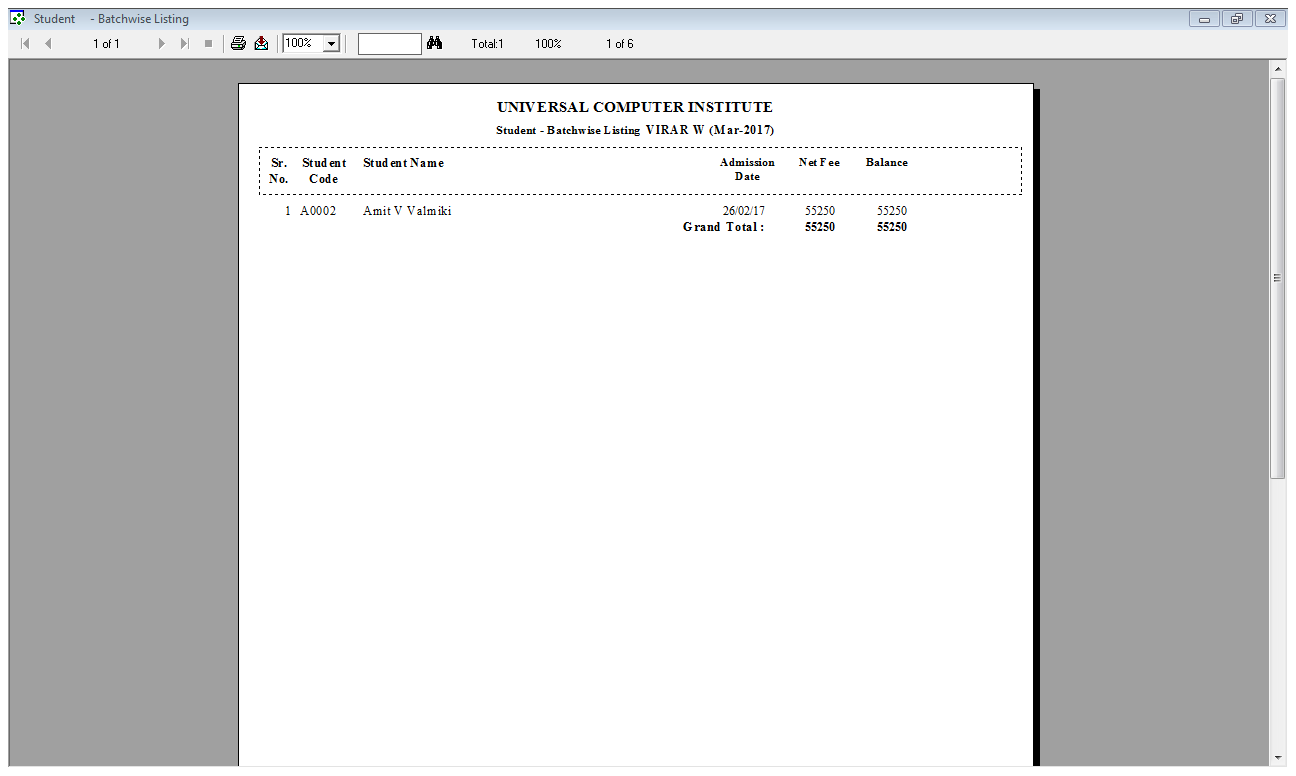 Student - Batchwise Listing
1 of 1 100% Total:1 100% 1 of 6
UNIVERSAL COMPUTER INSTITUTE
Student - Batchwise Listing VIRAR W (Mar-2017)
Sr. Student Student Name Admission Net Fee Balance
No. Code Date
1 A0002 Amit V Valmiki 26/02/17 55250 55250
Grand Total : 55250 55250